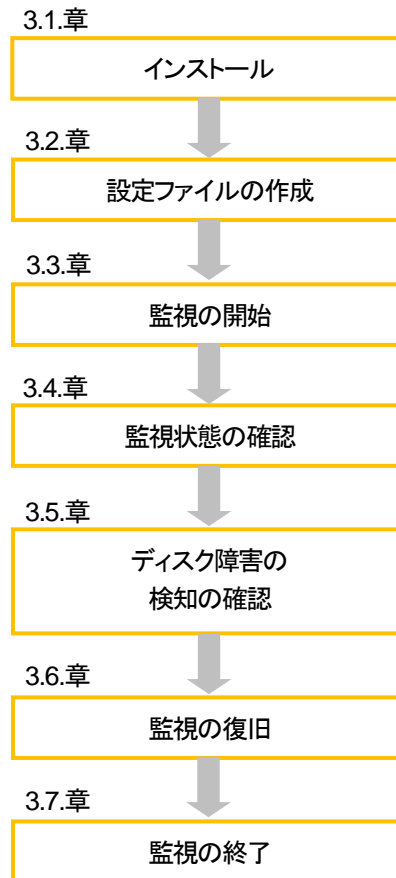 3.1.章
インストール
3.2.章
設定ファイルの作成
3.3.章
監視の開始
3.4.章
監視状態の確認
3.5.章
ディスク障害の
検知の確認
3.6.章
監視の復旧
3.7.章
監視の終了